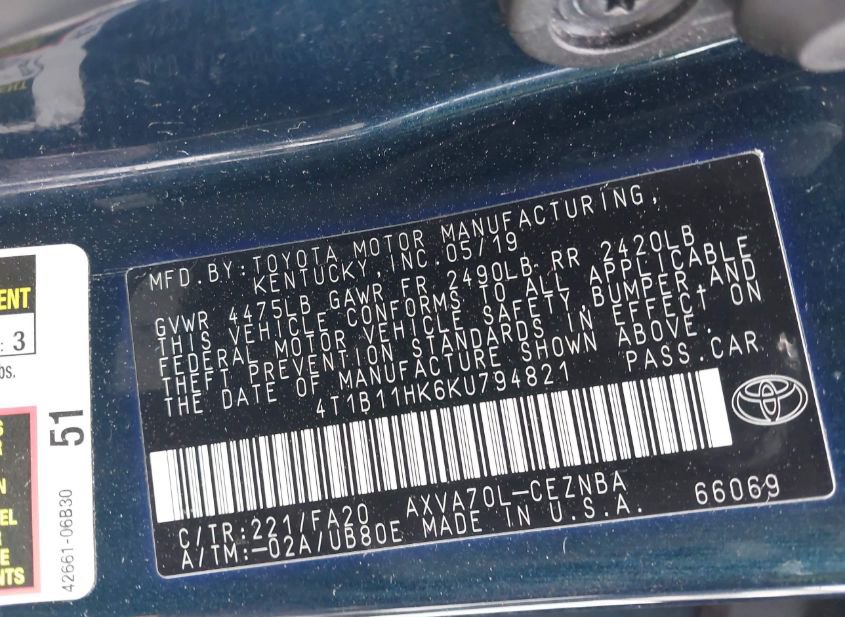 MFD.BY:TOYOTA MOTOR MANUFACTURING,
KENTUCKY,INC.05/19
GVWR 4475LB GAWR FR 2490LB RR 2420LB
THIS VEHICLE CONFORMS TO ALL APPLICABLE
FEDERAL MOTOR VEHICLE SAFETY,BUMPER,AND
THEFT PREVENTION STANDARDS IN EFFECT ON
THE DATE OF MANUFACTURE SHOWN ABOVE.
4T1B11HK6KU794821 PASS.CAR
C/TR:221/FA20 AXVA70L-CEZNBA 66069
A/TM:-02A/UB80E MADE IN U.S.A.
ENT
: 3
51
42661-06B30
N
EL
E
NTS